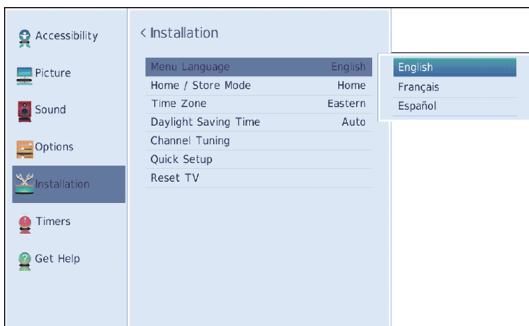 Accessibility
Picture
Sound
Options
Installation
Timers
Get Help
< Installation
Menu Language English
Home / Store Mode Home
Time Zone Eastern
Daylight Saving Time Auto
Channel Tuning
Quick Setup
Reset TV
English
Français
Español